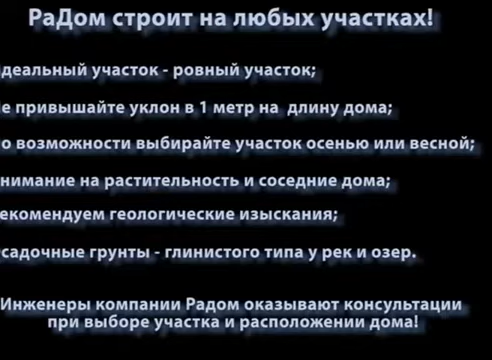 РаДом строит на любых участках!
деальный участок - ровный участок;
е привышайте уклон в 1 метр на длину дома;
о возможности выбирайте участок осенью или весной;
нимание на растительность и соседние дома;
екомендуем геологические изыскания;
садочные грунты - глинистого типа у рек и озер.
Инженеры компании Радом оказывают консультации
при выборе участка и расположении дома!